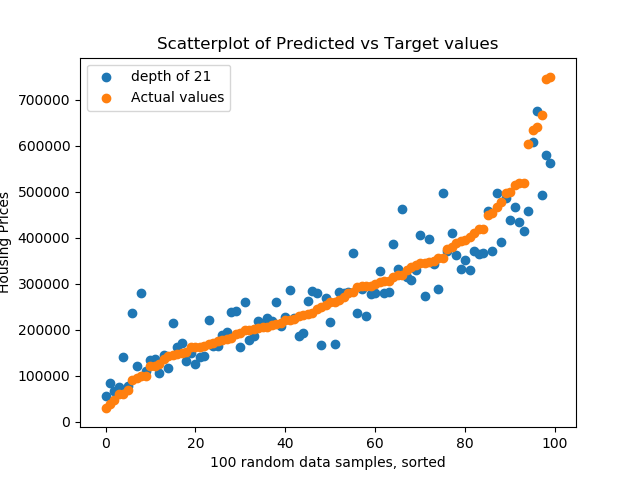 Scatterplot of Predicted vs Target values
depth of 21
Actual values
700000
600000
500000
400000
300000
200000
100000
0
Housing Prices
0 20 40 60 80 100
100 random data samples, sorted